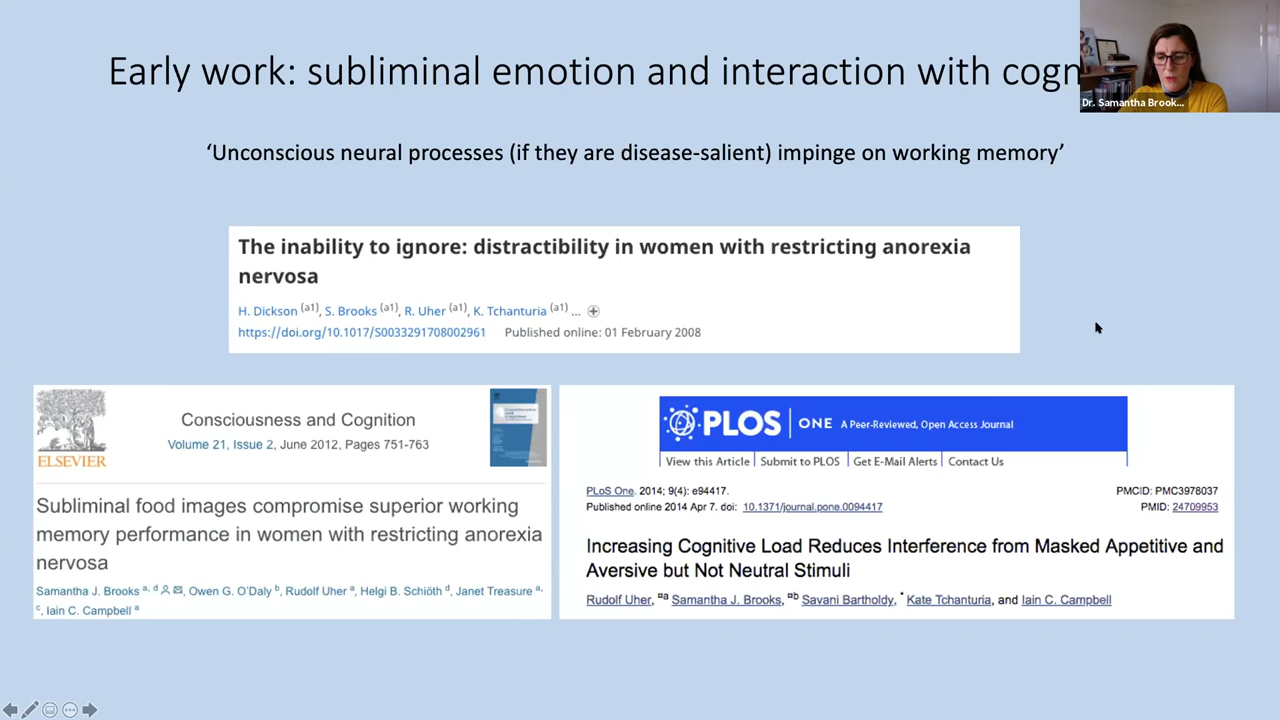 Early work: subliminal emotion and interaction with cogn
Dr. Samantha Brook...
‘Unconscious neural processes (if they are disease-salient) impinge on working memory’
The inability to ignore: distractibility in women with restricting anorexia
nervosa
H. Dickson (a1), S. Brooks (a1), R. Uher (a1), K. Tchanturia (a1) ...
https://doi.org/10.1017/S0033291708002961 Published online: 01 February 2008
ELSEVIER
Consciousness and Cognition
Volume 21, Issue 2, June 2012, Pages 751-763
Subliminal food images compromise superior working
memory performance in women with restricting anorexia
nervosa
Samantha J. Brooks a, d, Owen G. O’Daly b, Rudolf Uher a, Helgi B. Schiöth d, Janet Treasure a,
c, Iain C. Campbell a
PLOS ONE A Peer-Reviewed, Open Access Journal
View this Article Submit to PLOS Get E-Mail Alerts Contact Us
PLoS One. 2014; 9(4): e94417. PMCID: PMC3978037
Published online 2014 Apr 7. doi: 10.1371/journal.pone.0094417 PMID: 24709953
Increasing Cognitive Load Reduces Interference from Masked Appetitive and
Aversive but Not Neutral Stimuli
Rudolf Uher, ¤a Samantha J. Brooks, ¤b Savani Bartholdy, * Kate Tchanturia, and Iain C. Campbell